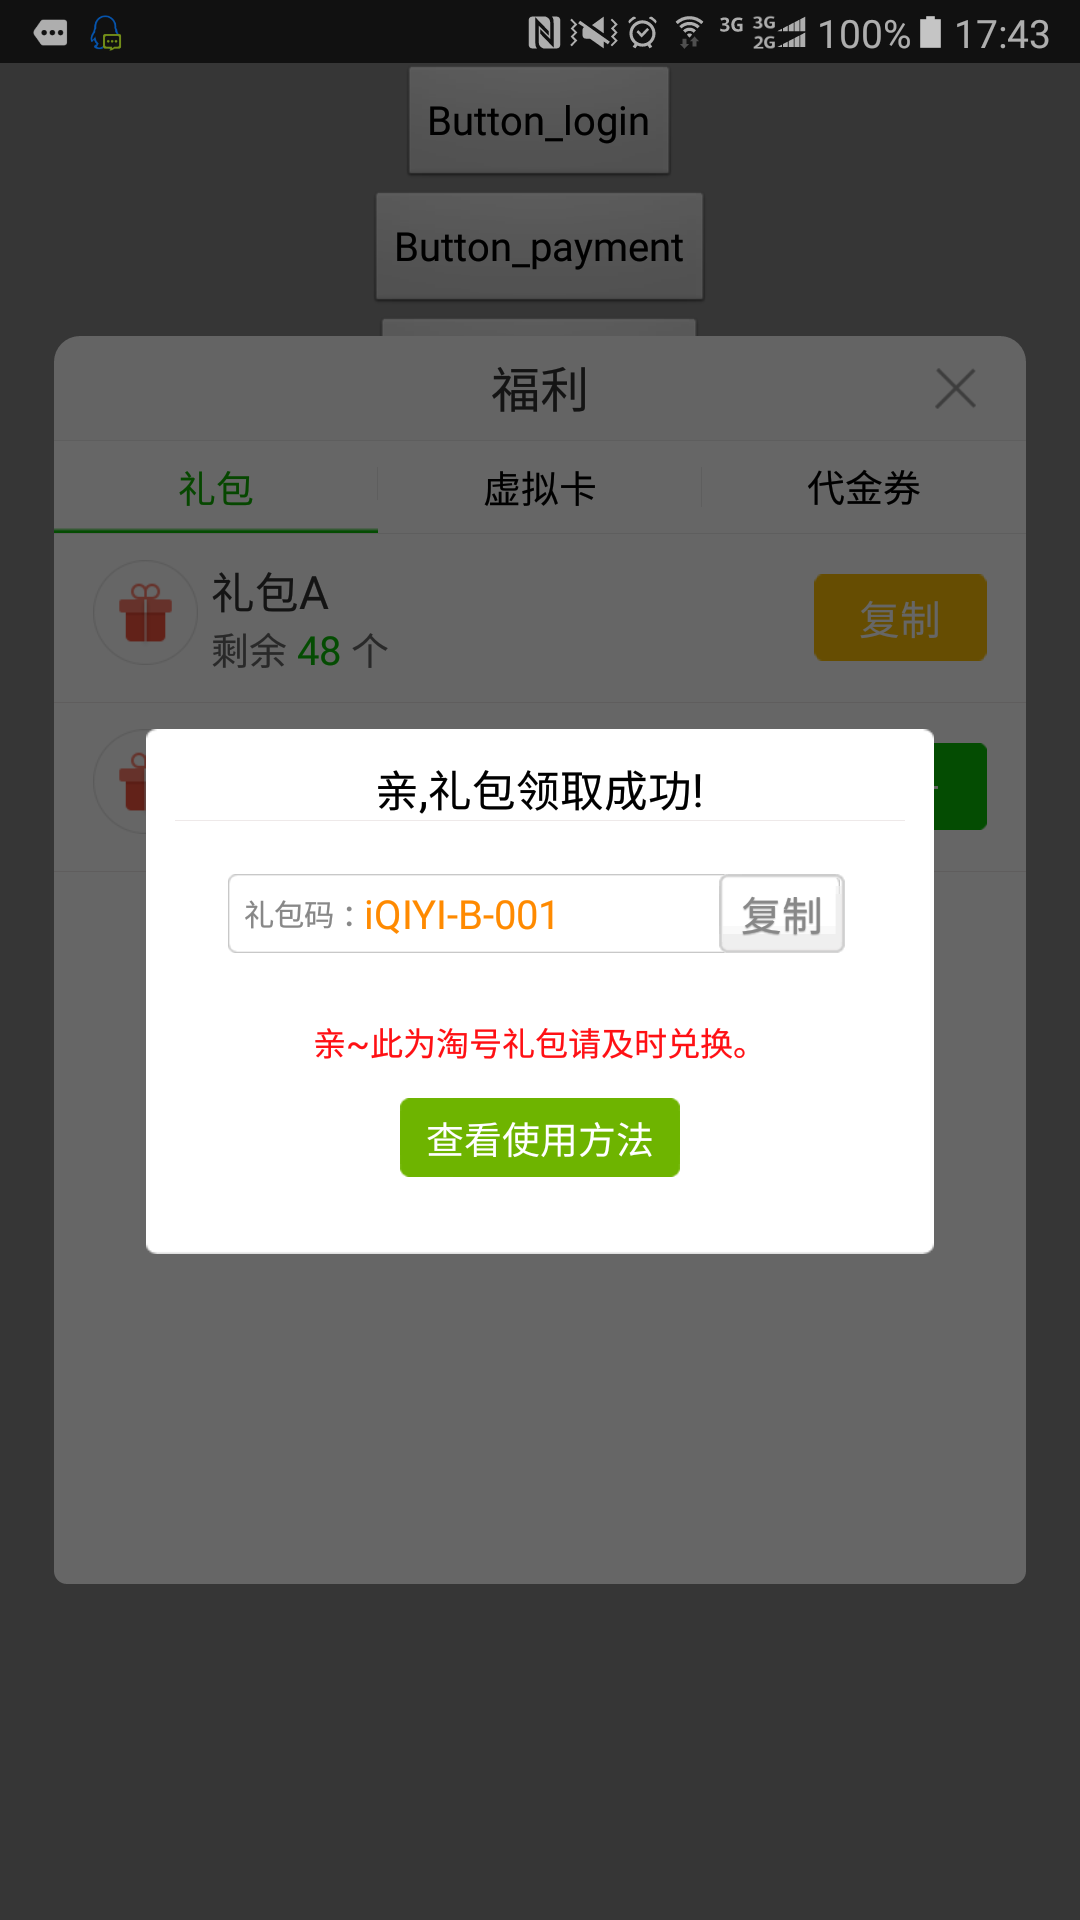 3G 3G 2G 100% 17:43
Button_login
Button_payment
福利
礼包 虚拟卡 代金券
礼包A
剩余 48 个
复制
亲,礼包领取成功!
礼包码：iQIYI-B-001 复制
亲~此为淘号礼包请及时兑换。
查看使用方法